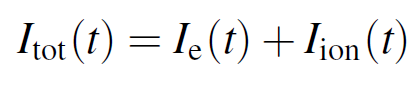 I_tot(t) = I_e(t) + I_ion(t)